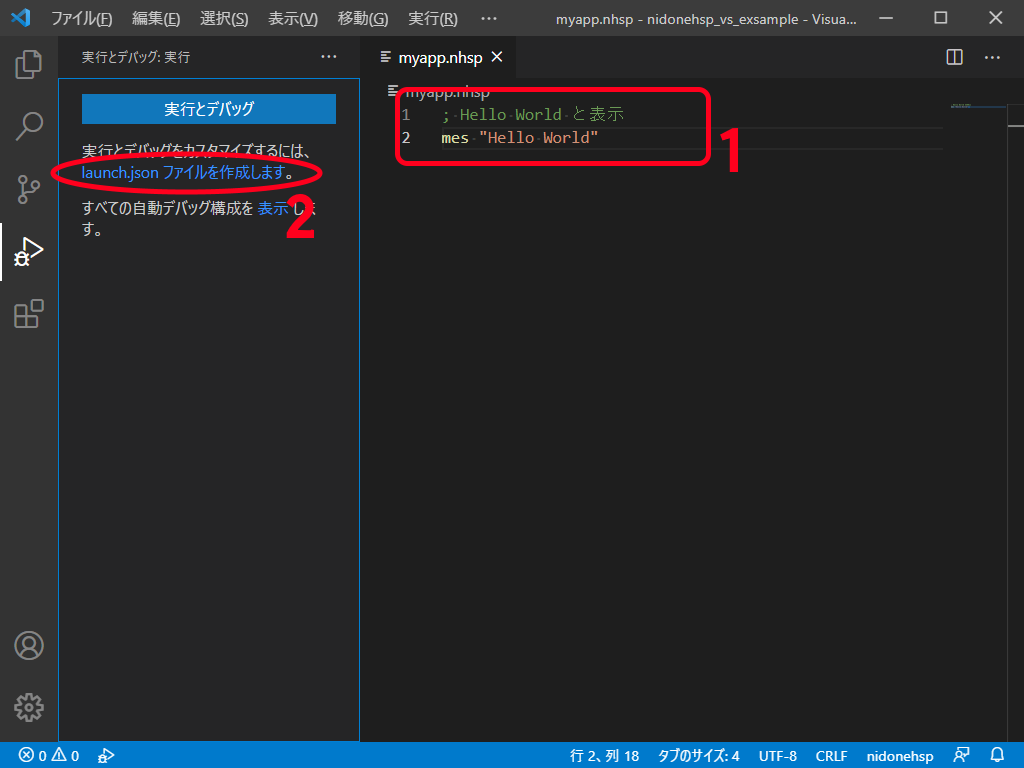 ファイル(F) 編集(E) 選択(S) 表示(V) 移動(G) 実行(R) ··· myapp.nhsp - nidonehsp_vs_exsample - Visua...
実行とデバッグ: 実行 ···
実行とデバッグ
実行とデバッグをカスタマイズするには、
launch.json ファイルを作成します。
2
すべての自動デバッグ構成を 表示 しま
す。
myapp.nhsp ···
myapp.nhsp
1 ; Hello World と表示
2 mes "Hello World"
1
0 0 行 2、列 18 タブのサイズ: 4 UTF-8 CRLF nidonehsp